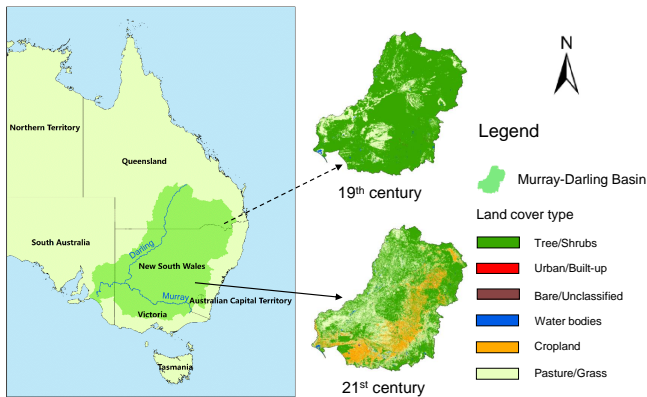 Northern Territory
Queensland
South Australia
Darling
New South Wales
Murray
Australian Capital Territory
Victoria
Tasmania
19th century
21st century
N
Legend
Murray-Darling Basin
Land cover type
Tree/Shrubs
Urban/Built-up
Bare/Unclassified
Water bodies
Cropland
Pasture/Grass